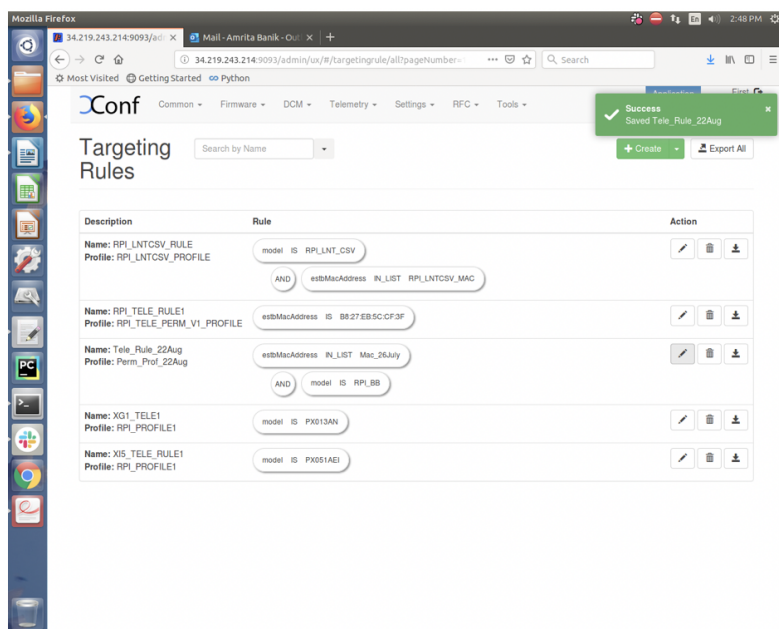 Mozilla Firefox
En
2:48 PM
34.219.243.214:9093/ad
Mail - Amrita Banik - Out
34.219.243.214:9093/admin/ux/#/targetingrule/all?pageNumber=
Search
Most Visited Getting Started Python
XConf
Common Firmware DCM Telemetry Settings RFC Tools
Success
Saved Tele_Rule_22Aug
Targeting
Rules
Search by Name
Create
Export All
Description Rule Action
Name: RPI_LNTCSV_RULE
Profile: RPI_LNTCSV_PROFILE
model IS RPI_LNT_CSV
AND estbMacAddress IN_LIST RPI_LNTCSV_MAC
Name: RPI_TELE_RULE1
Profile: RPI_TELE_PERM_V1_PROFILE
estbMacAddress IS B8:27:EB:5C:CF:3F
Name: Tele_Rule_22Aug
Profile: Perm_Prof_22Aug
estbMacAddress IN_LIST Mac_26July
AND model IS RPI_BB
Name: XG1_TELE1
Profile: RPI_PROFILE1
model IS PX013AN
Name: XI5_TELE_RULE1
Profile: RPI_PROFILE1
model IS PX051AEI
PC